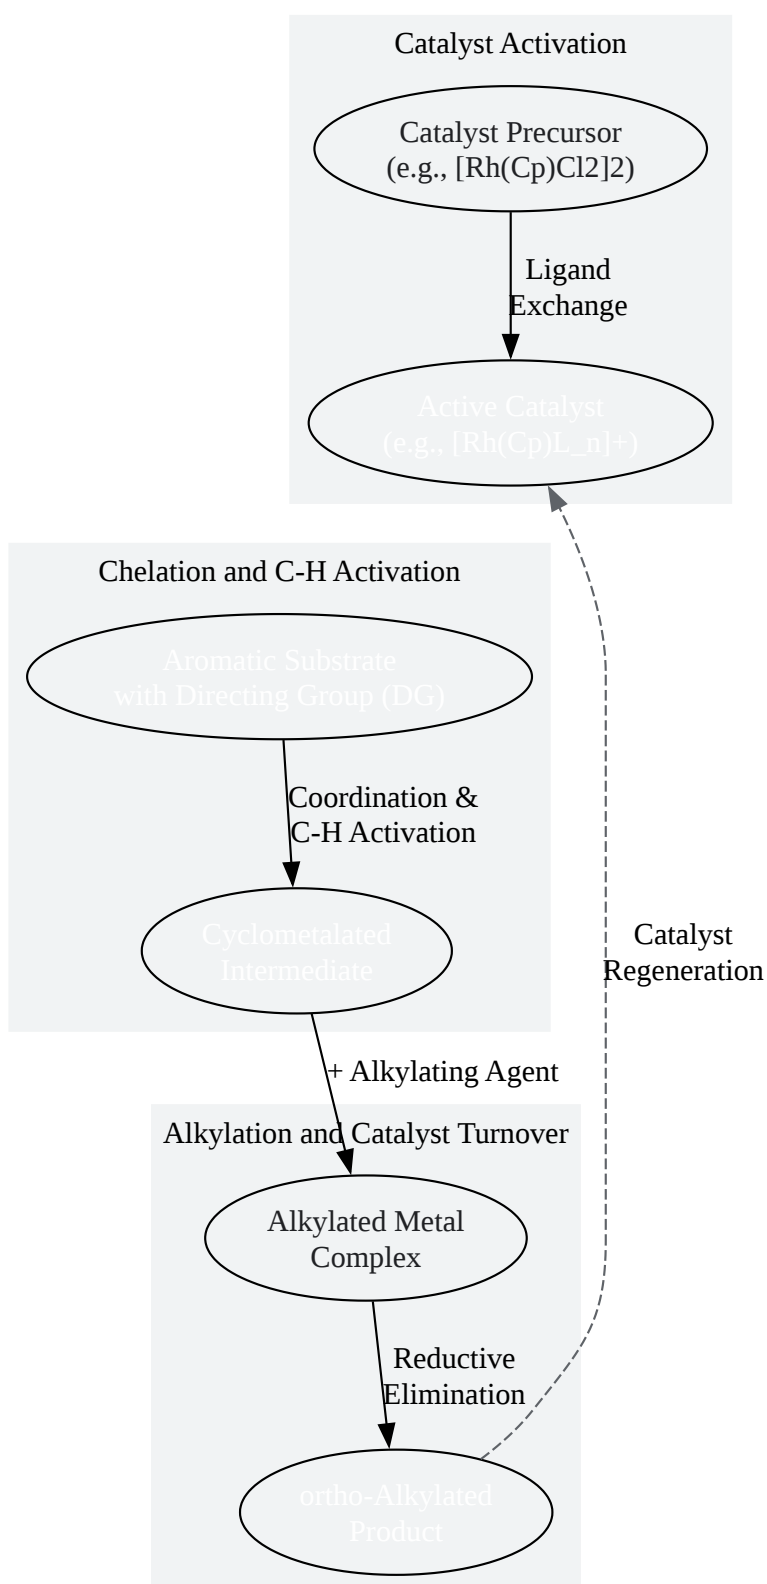 Catalyst Activation
Catalyst Precursor
(e.g., [Rh(Cp)Cl2]2)
Ligand
Exchange
Active Catalyst
(e.g., [Rh(Cp)L_n]+)
Chelation and C-H Activation
Aromatic Substrate
with Directing Group (DG)
Coordination &
C-H Activation
Cyclometalated
Intermediate
Catalyst
Regeneration
+ Alkylating Agent
Alkylation and Catalyst Turnover
Alkylated Metal
Complex
Reductive
Elimination
ortho-Alkylated
Product